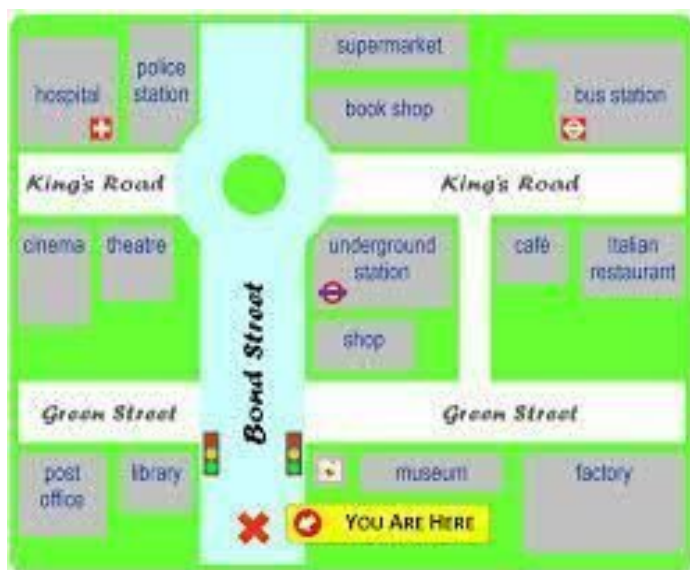 supermarket
police
station
hospital
book shop
bus station
King's Road
King's Road
cinema
theatre
underground
station
café
Italian
restaurant
Bond Street
shop
Green Street
Green Street
post
office
library
museum
factory
YOU ARE HERE